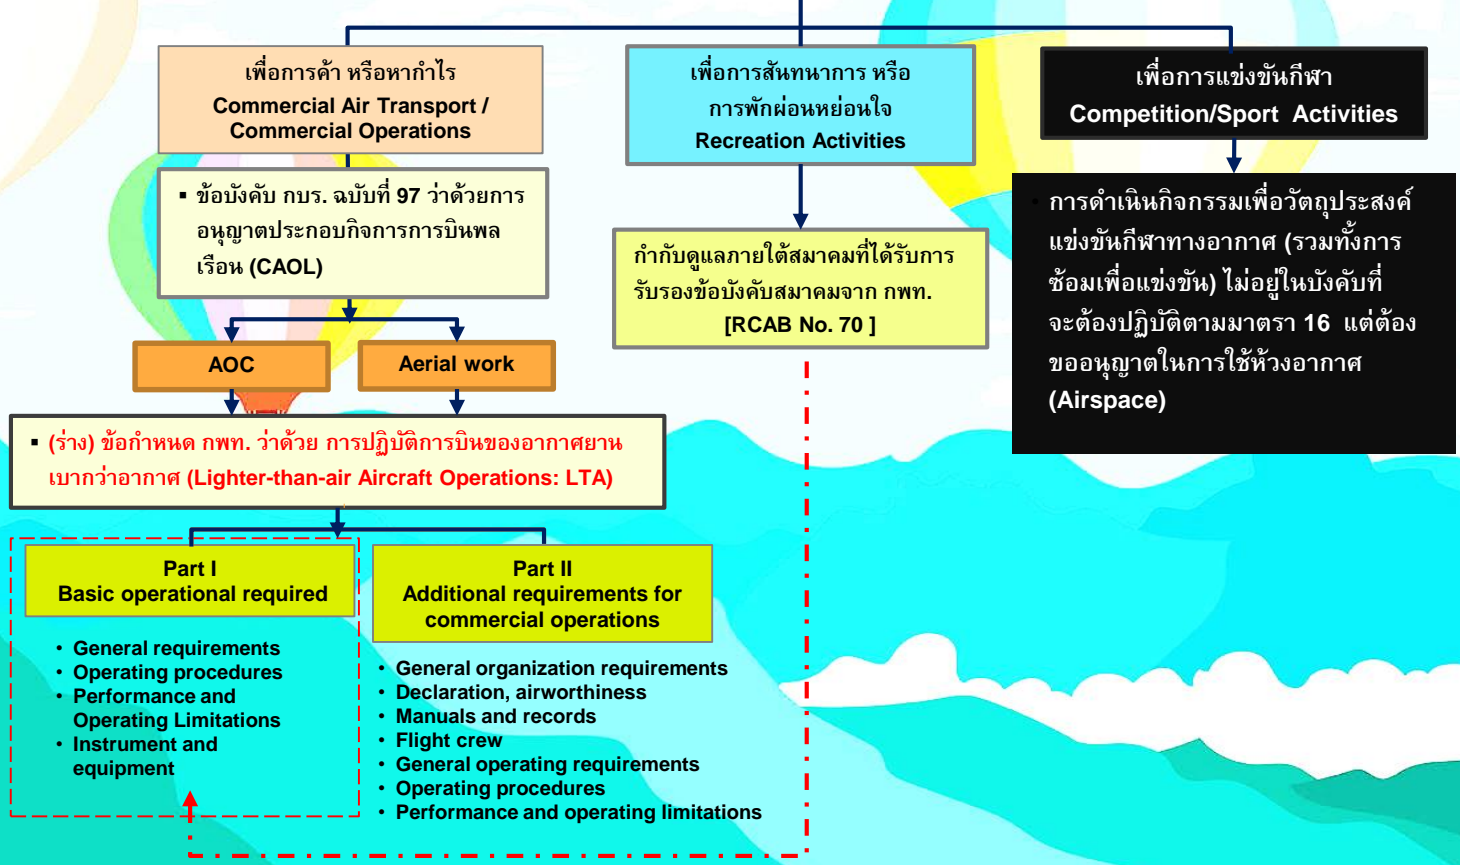 เพื่อการค้า หรือหากำไร
Commercial Air Transport /
Commercial Operations
เพื่อการสันทนาการ หรือ
การพักผ่อนหย่อนใจ
Recreation Activities
เพื่อการแข่งขันกีฬา
Competition/Sport Activities
▪ ข้อบังคับ กบร. ฉบับที่ 97 ว่าด้วยการ
อนุญาตประกอบกิจการการบินพล
เรือน (CAOL)
กำกับดูแลภายใต้สมาคมที่ได้รับการ
รับรองข้อบังคับสมาคมจาก กพท.
[RCAB No. 70 ]
▪ การดำเนินกิจกรรมเพื่อวัตถุประสงค์
แข่งขันกีฬาทางอากาศ (รวมทั้งการ
ซ้อมเพื่อแข่งขัน) ไม่อยู่ในบังคับที่
จะต้องปฏิบัติตามมาตรา 16 แต่ต้อง
ขออนุญาตในการใช้ห้วงอากาศ
(Airspace)
AOC
Aerial work
▪ (ร่าง) ข้อกำหนด กพท. ว่าด้วย การปฏิบัติการบินของอากาศยาน
เบากว่าอากาศ (Lighter-than-air Aircraft Operations: LTA)
Part I
Basic operational required
• General requirements
• Operating procedures
• Performance and
Operating Limitations
• Instrument and
equipment
Part II
Additional requirements for
commercial operations
• General organization requirements
• Declaration, airworthiness
• Manuals and records
• Flight crew
• General operating requirements
• Operating procedures
• Performance and operating limitations